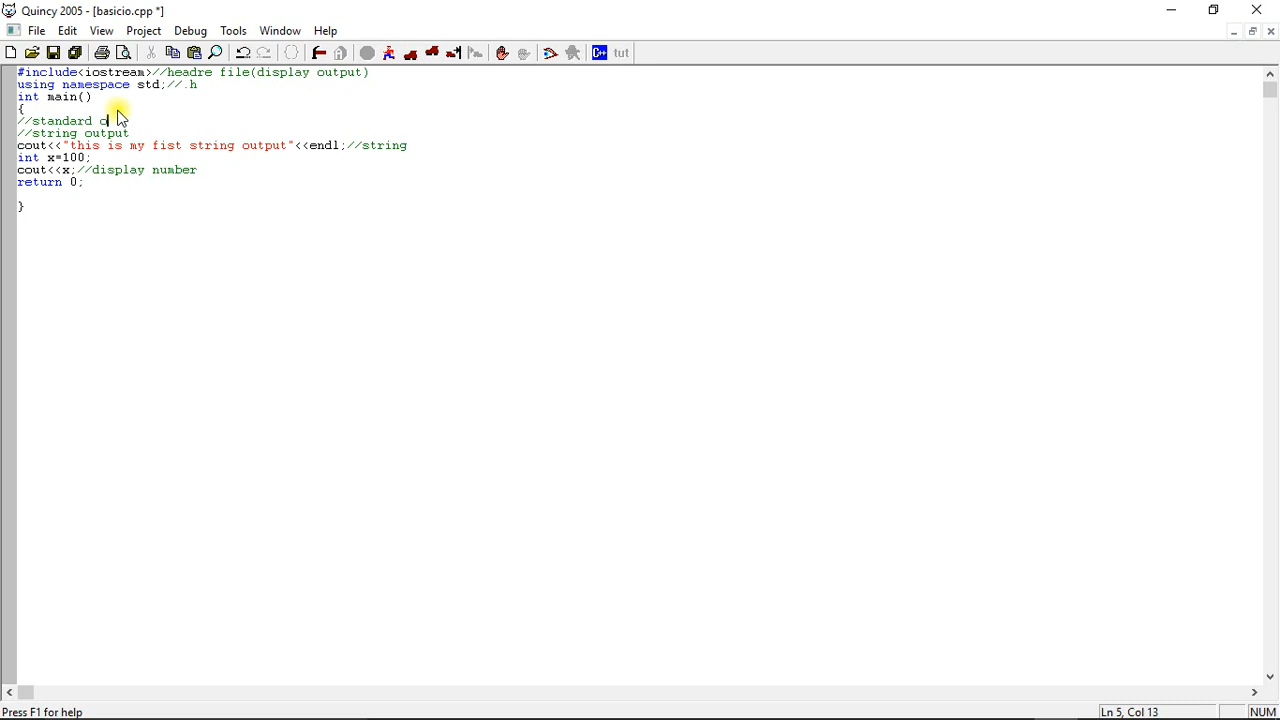 Quincy 2005 - [basicio.cpp *]
File Edit View Project Debug Tools Window Help
C++ tut
#include<iostream>//headre file(display output)
using namespace std;//.h
int main()
{
//standard o
//string output
cout<<"this is my fist string output"<<endl;//string
int x=100;
cout<<x;//display number
return 0;
}
Press F1 for help
Ln 5, Col 13
NUM